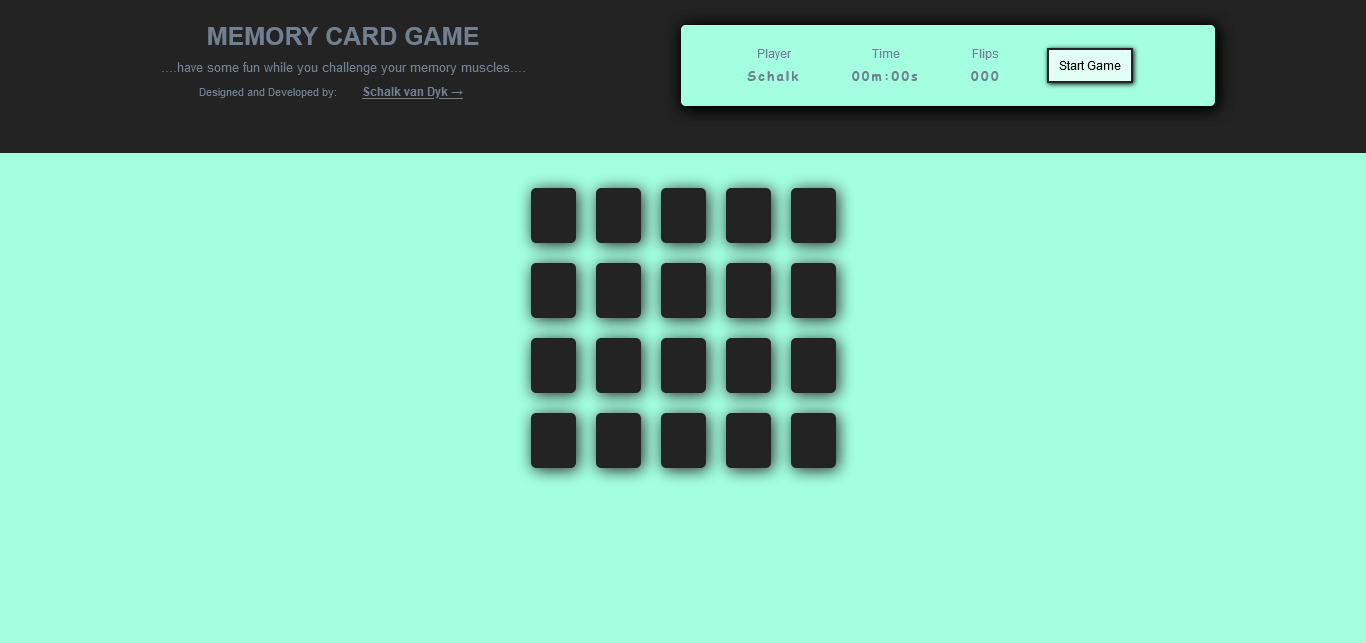 MEMORY CARD GAME
....have some fun while you challenge your memory muscles....
Designed and Developed by: Schalk van Dyk →
Player Time Flips
Schalk 00m:00s 000
Start Game